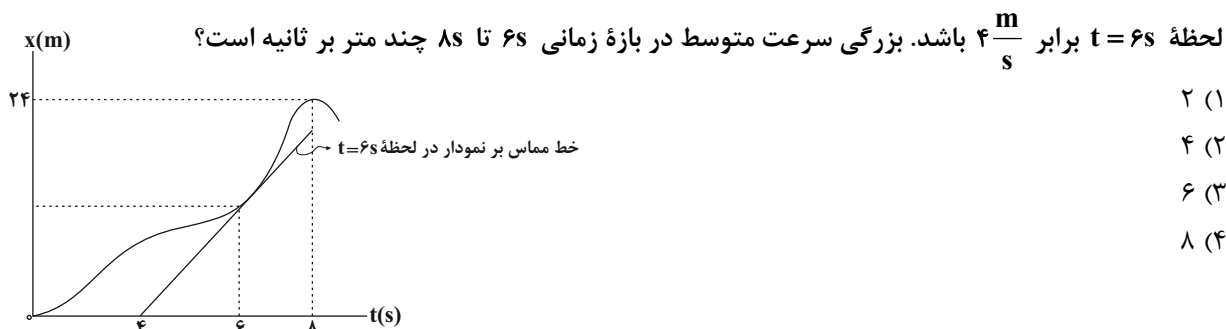 لحظهٔ t = ۶s برابر ۴ m/s باشد. بزرگی سرعت متوسط در بازهٔ زمانی ۶s تا ۸s چند متر بر ثانیه است؟
۱) ۲
۲) ۴
۳) ۶
۴) ۸
x(m)
۲۴
خط مماس بر نمودار در لحظهٔ t=۶s
۰
۴
۶
۸
t(s)